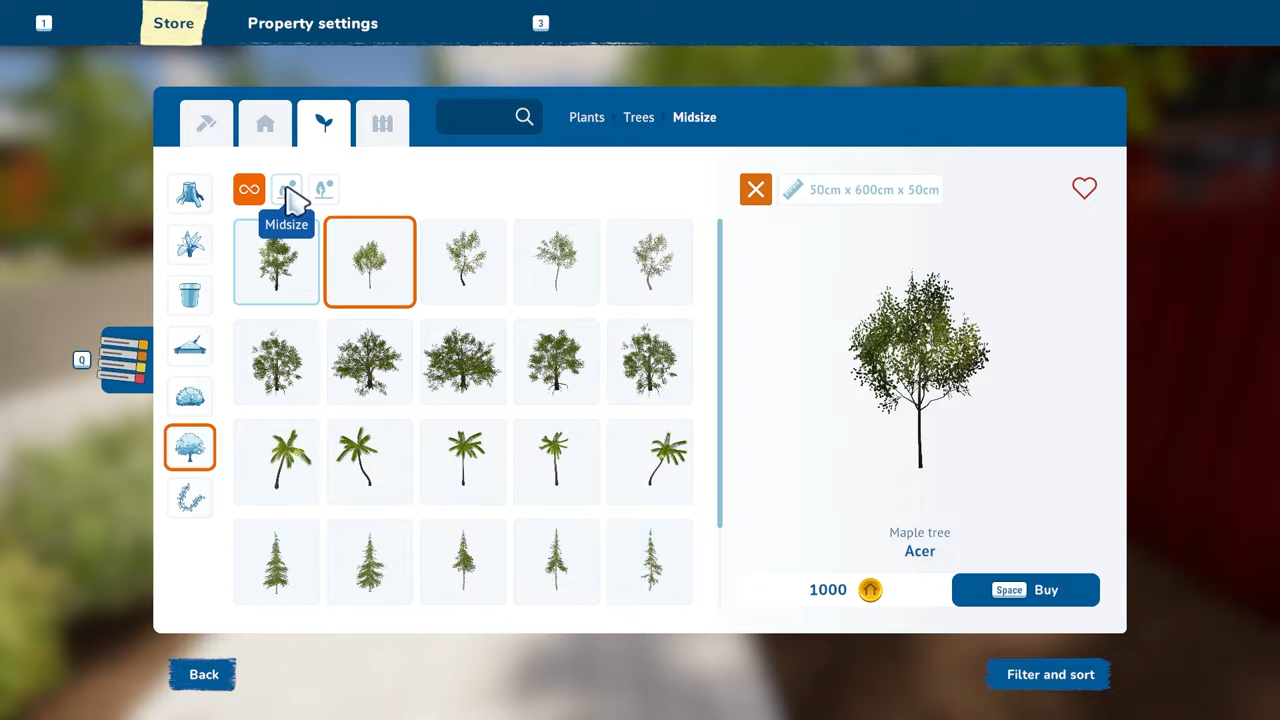 1
Store
Property settings
3
Plants
Trees
Midsize
50cm x 600cm x 50cm
Midsize
Q
Maple tree
Acer
1000
Space
Buy
Back
Filter and sort